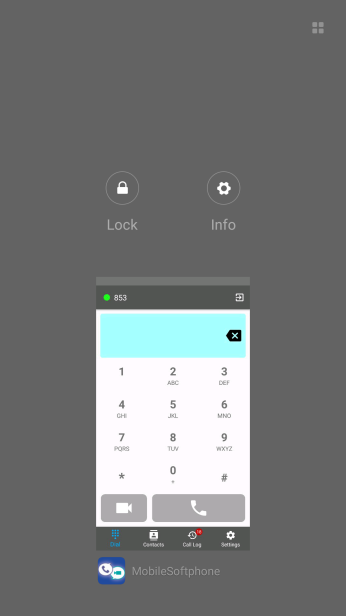 Lock Info
853
1 2 3
ABC DEF
4 5 6
GHI JKL MNO
7 8 9
PQRS TUV WXYZ
* 0 #
+
Dial Contacts Call Log Settings
MobileSoftphone